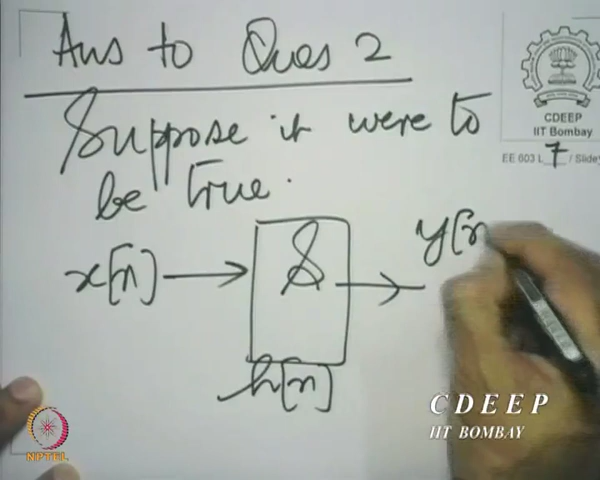 Ans to Ques 2
Suppose it were to
be true.
x[n] S y[n
h[n]
CDEEP
IIT Bombay
EE 603 L 7 / Slide
CDEEP
IIT BOMBAY
NPTEL